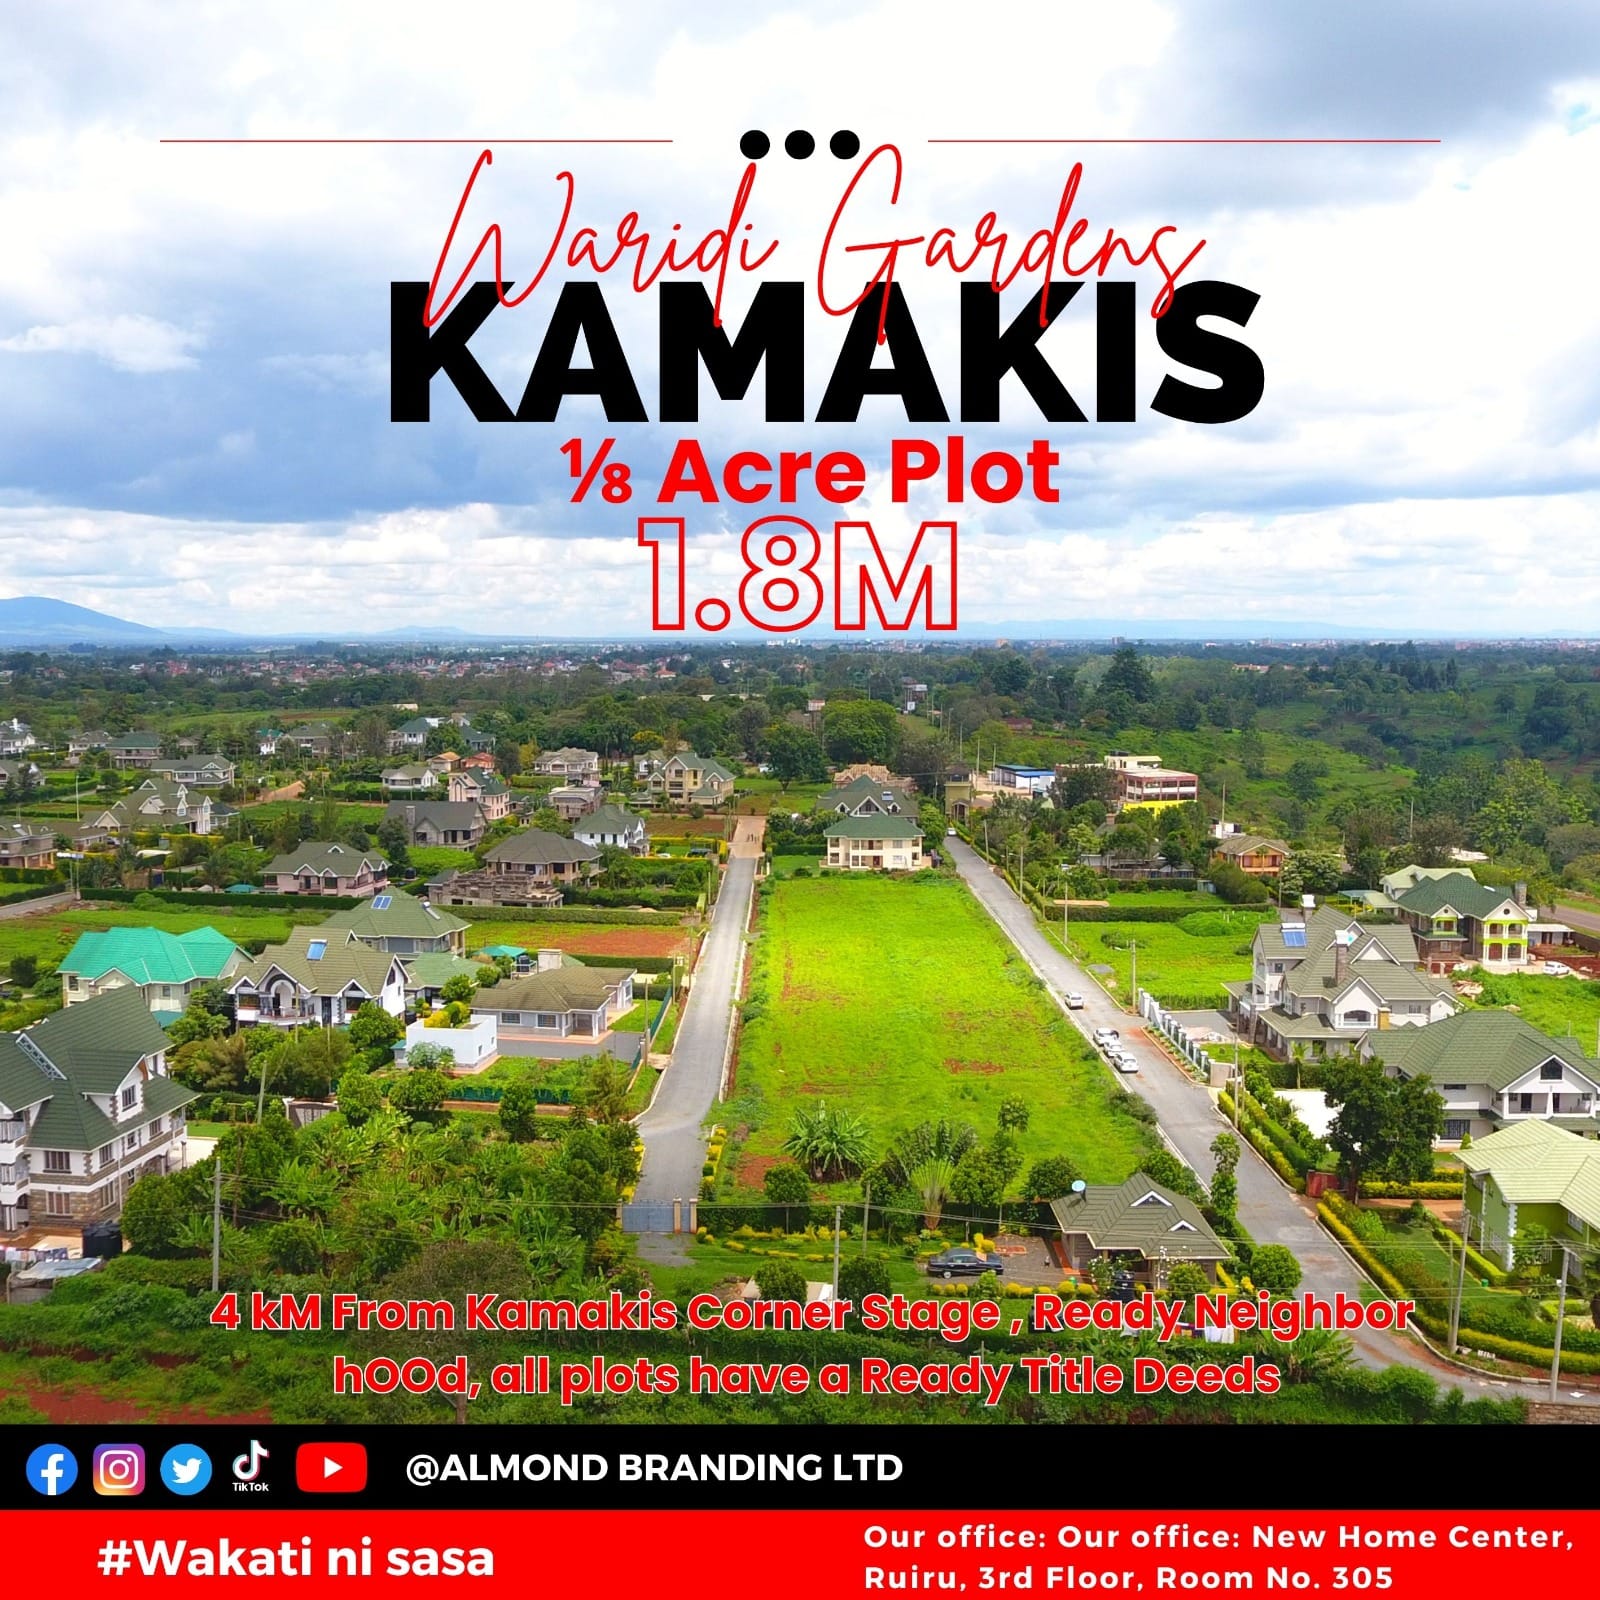 Waridi Gardens
KAMAKIS
⅛ Acre Plot
1.8M
4 kM From Kamakis Corner Stage , Ready Neighbor
hOOd, all plots have a Ready Title Deeds
TikTok
@ALMOND BRANDING LTD
#Wakati ni sasa
Our office: Our office: New Home Center,
Ruiru, 3rd Floor, Room No. 305